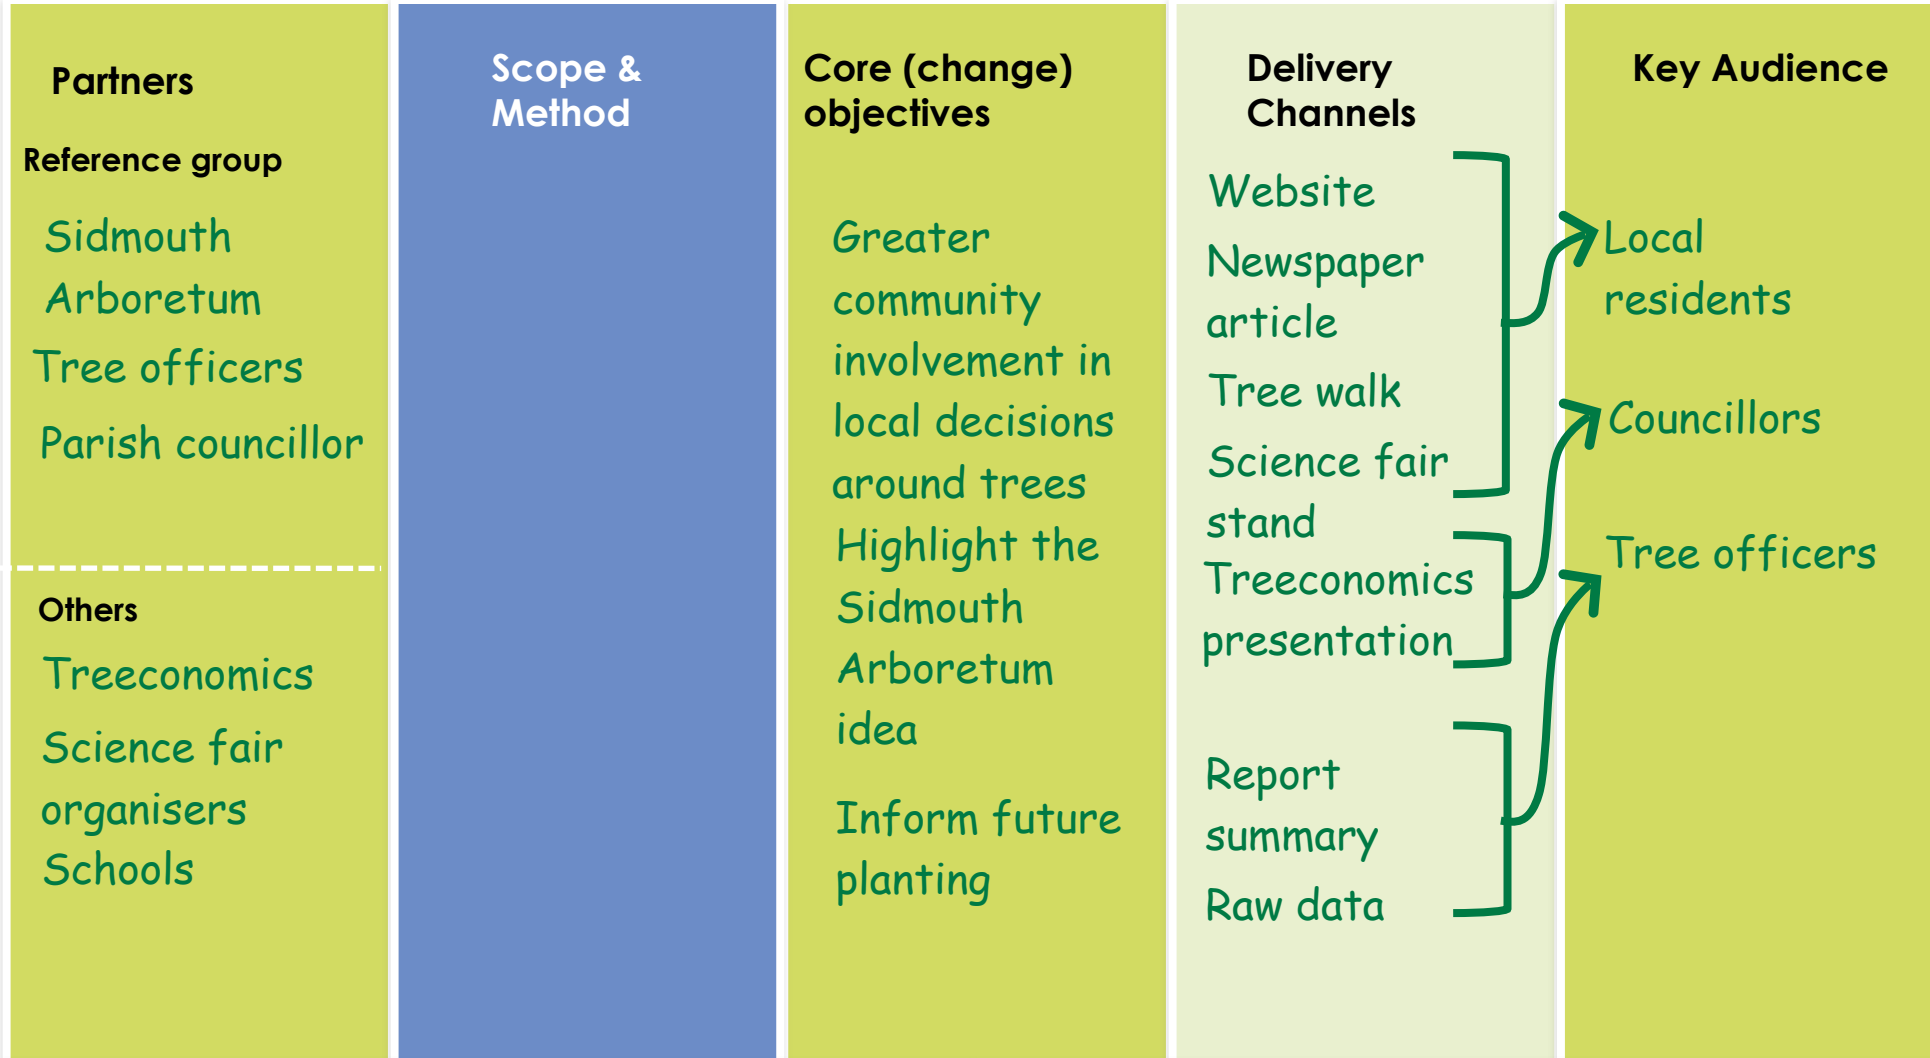 Partners
Reference group
Sidmouth
Arboretum
Tree officers
Parish councillor
Others
Treeconomics
Science fair
organisers
Schools
Scope &
Method
Core (change)
objectives
Greater
community
involvement in
local decisions
around trees
Highlight the
Sidmouth
Arboretum
idea
Inform future
planting
Delivery
Channels
Website
Newspaper
article
Tree walk
Science fair
stand
Treeconomics
presentation
Report
summary
Raw data
Key Audience
Local
residents
Councillors
Tree officers